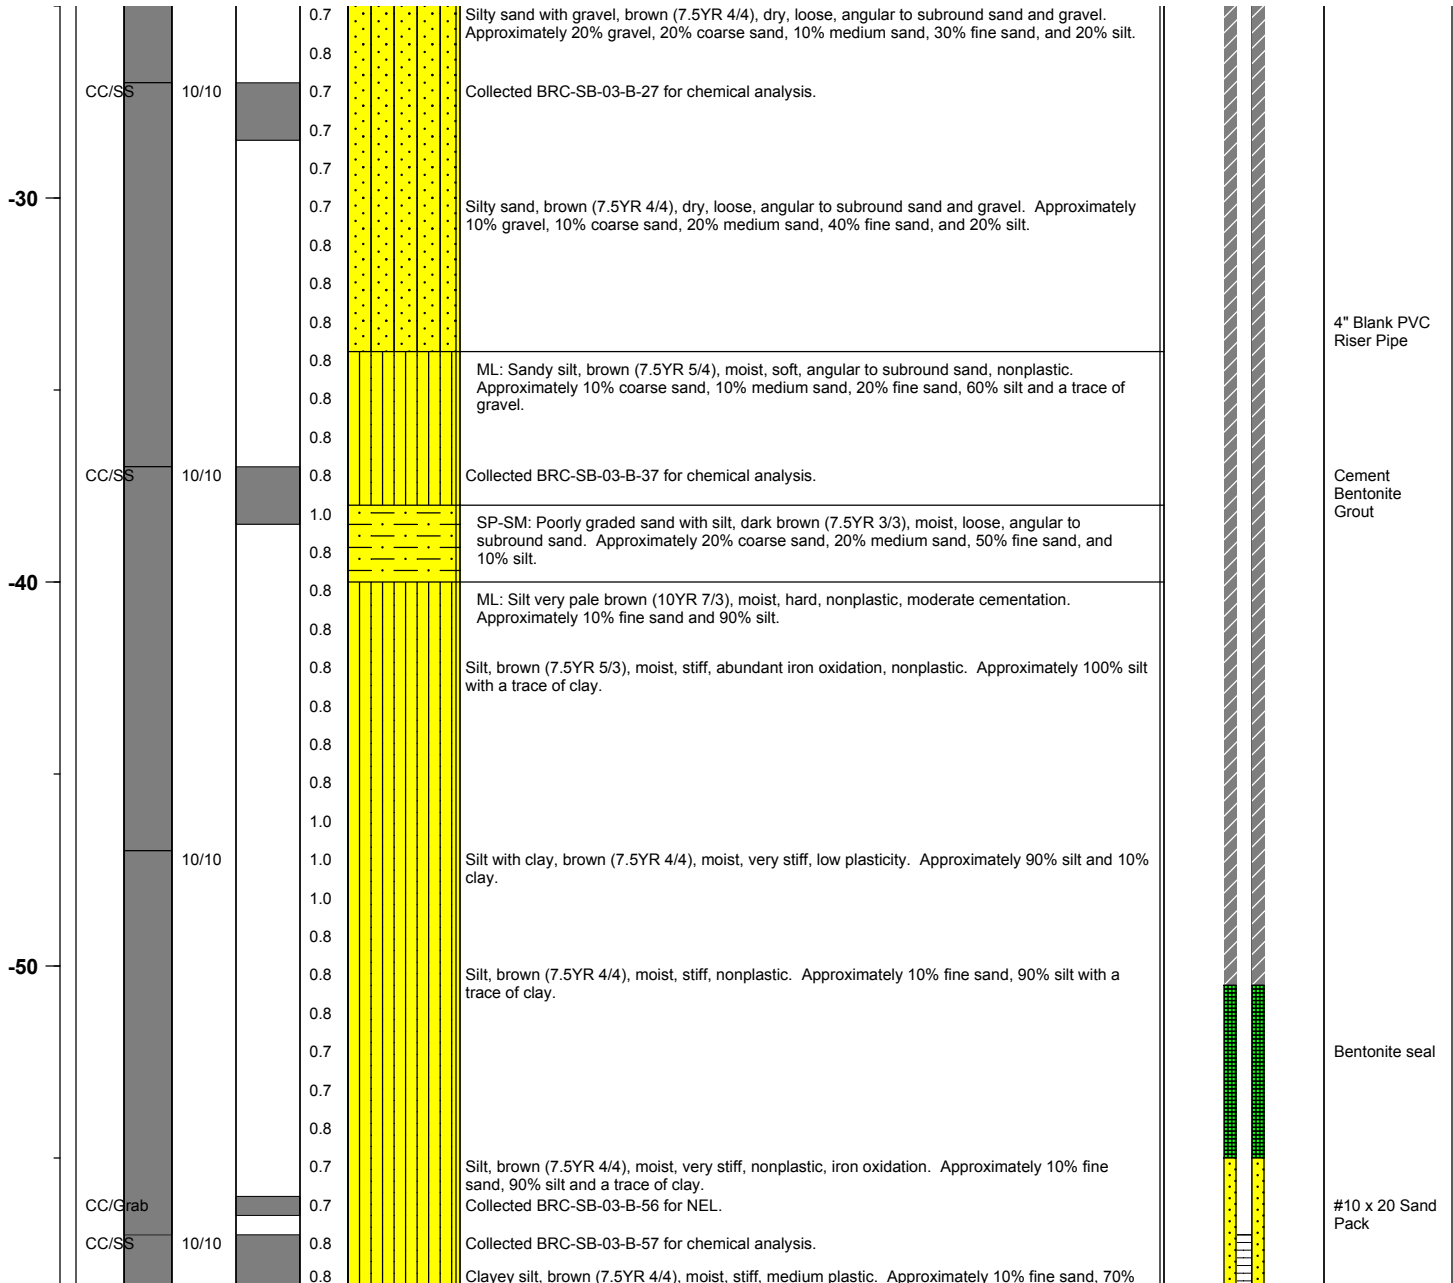 0.7 Silty sand with gravel, brown (7.5YR 4/4), dry, loose, angular to subround sand and gravel.
Approximately 20% gravel, 20% coarse sand, 10% medium sand, 30% fine sand, and 20% silt.
0.8
CC/SS 10/10 0.7 Collected BRC-SB-03-B-27 for chemical analysis.
0.7
0.7
-30 0.7 Silty sand, brown (7.5YR 4/4), dry, loose, angular to subround sand and gravel. Approximately
10% gravel, 10% coarse sand, 20% medium sand, 40% fine sand, and 20% silt.
0.8
0.8
0.8 4" Blank PVC
Riser Pipe
0.8 ML: Sandy silt, brown (7.5YR 5/4), moist, soft, angular to subround sand, nonplastic.
Approximately 10% coarse sand, 10% medium sand, 20% fine sand, 60% silt and a trace of
0.8 gravel.
0.8
CC/SS 10/10 0.8 Collected BRC-SB-03-B-37 for chemical analysis. Cement
Bentonite
Grout
1.0 SP-SM: Poorly graded sand with silt, dark brown (7.5YR 3/3), moist, loose, angular to
subround sand. Approximately 20% coarse sand, 20% medium sand, 50% fine sand, and
0.8 10% silt.
-40 0.8 ML: Silt very pale brown (10YR 7/3), moist, hard, nonplastic, moderate cementation.
Approximately 10% fine sand and 90% silt.
0.8
0.8 Silt, brown (7.5YR 5/3), moist, stiff, abundant iron oxidation, nonplastic. Approximately 100% silt
with a trace of clay.
0.8
0.8
0.8
1.0
10/10 1.0 Silt with clay, brown (7.5YR 4/4), moist, very stiff, low plasticity. Approximately 90% silt and 10%
clay.
1.0
0.8
-50 0.8 Silt, brown (7.5YR 4/4), moist, stiff, nonplastic. Approximately 10% fine sand, 90% silt with a
trace of clay.
0.8
0.7 Bentonite seal
0.7
0.8
0.7 Silt, brown (7.5YR 4/4), moist, very stiff, nonplastic, iron oxidation. Approximately 10% fine
sand, 90% silt and a trace of clay.
CC/Grab 0.7 Collected BRC-SB-03-B-56 for NEL. #10 x 20 Sand
Pack
CC/SS 10/10 0.8 Collected BRC-SB-03-B-57 for chemical analysis.
0.8 Clayey silt, brown (7.5YR 4/4), moist, stiff, medium plastic. Approximately 10% fine sand, 70%